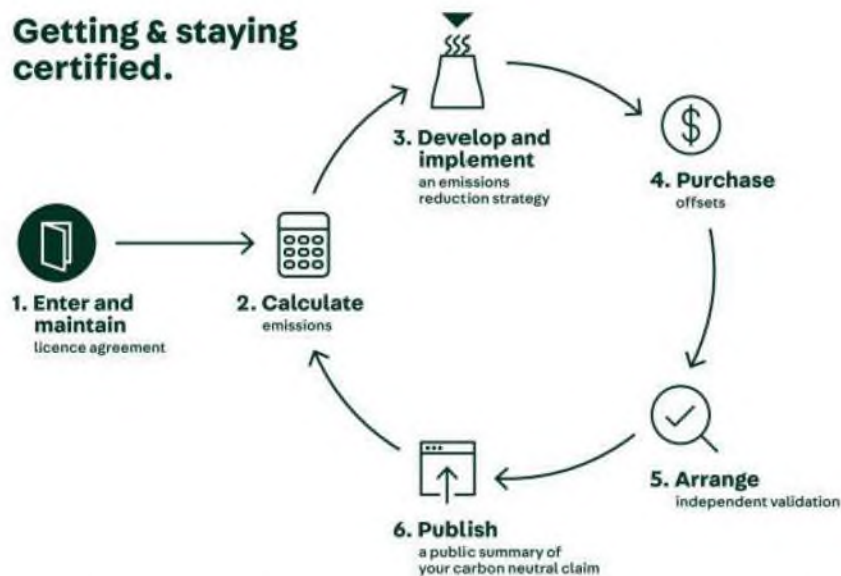 Getting & staying
certified.
1. Enter and
maintain
licence agreement
2. Calculate
emissions
3. Develop and
implement
an emissions
reduction strategy
$
4. Purchase
offsets
5. Arrange
independent validation
6. Publish
a public summary of
your carbon neutral claim